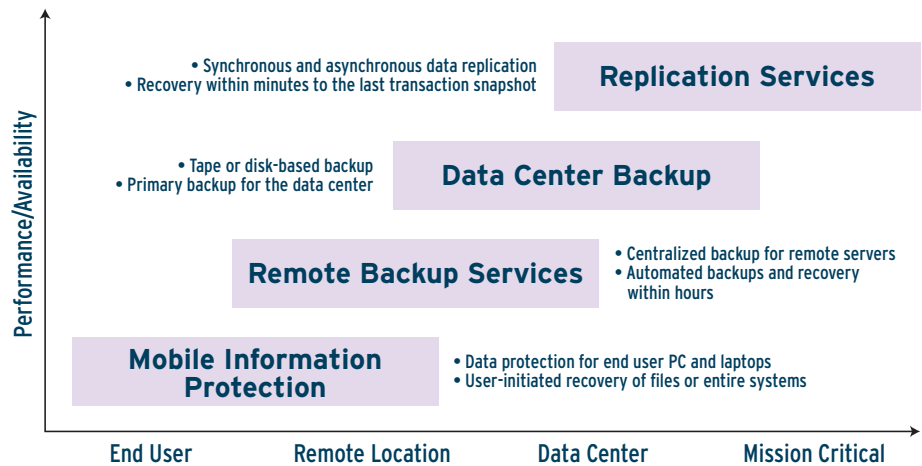 Performance/Availability
• Synchronous and asynchronous data replication
• Recovery within minutes to the last transaction snapshot
Replication Services
• Tape or disk-based backup
• Primary backup for the data center
Data Center Backup
Remote Backup Services
• Centralized backup for remote servers
• Automated backups and recovery
within hours
Mobile Information
Protection
• Data protection for end user PC and laptops
• User-initiated recovery of files or entire systems
End User
Remote Location
Data Center
Mission Critical